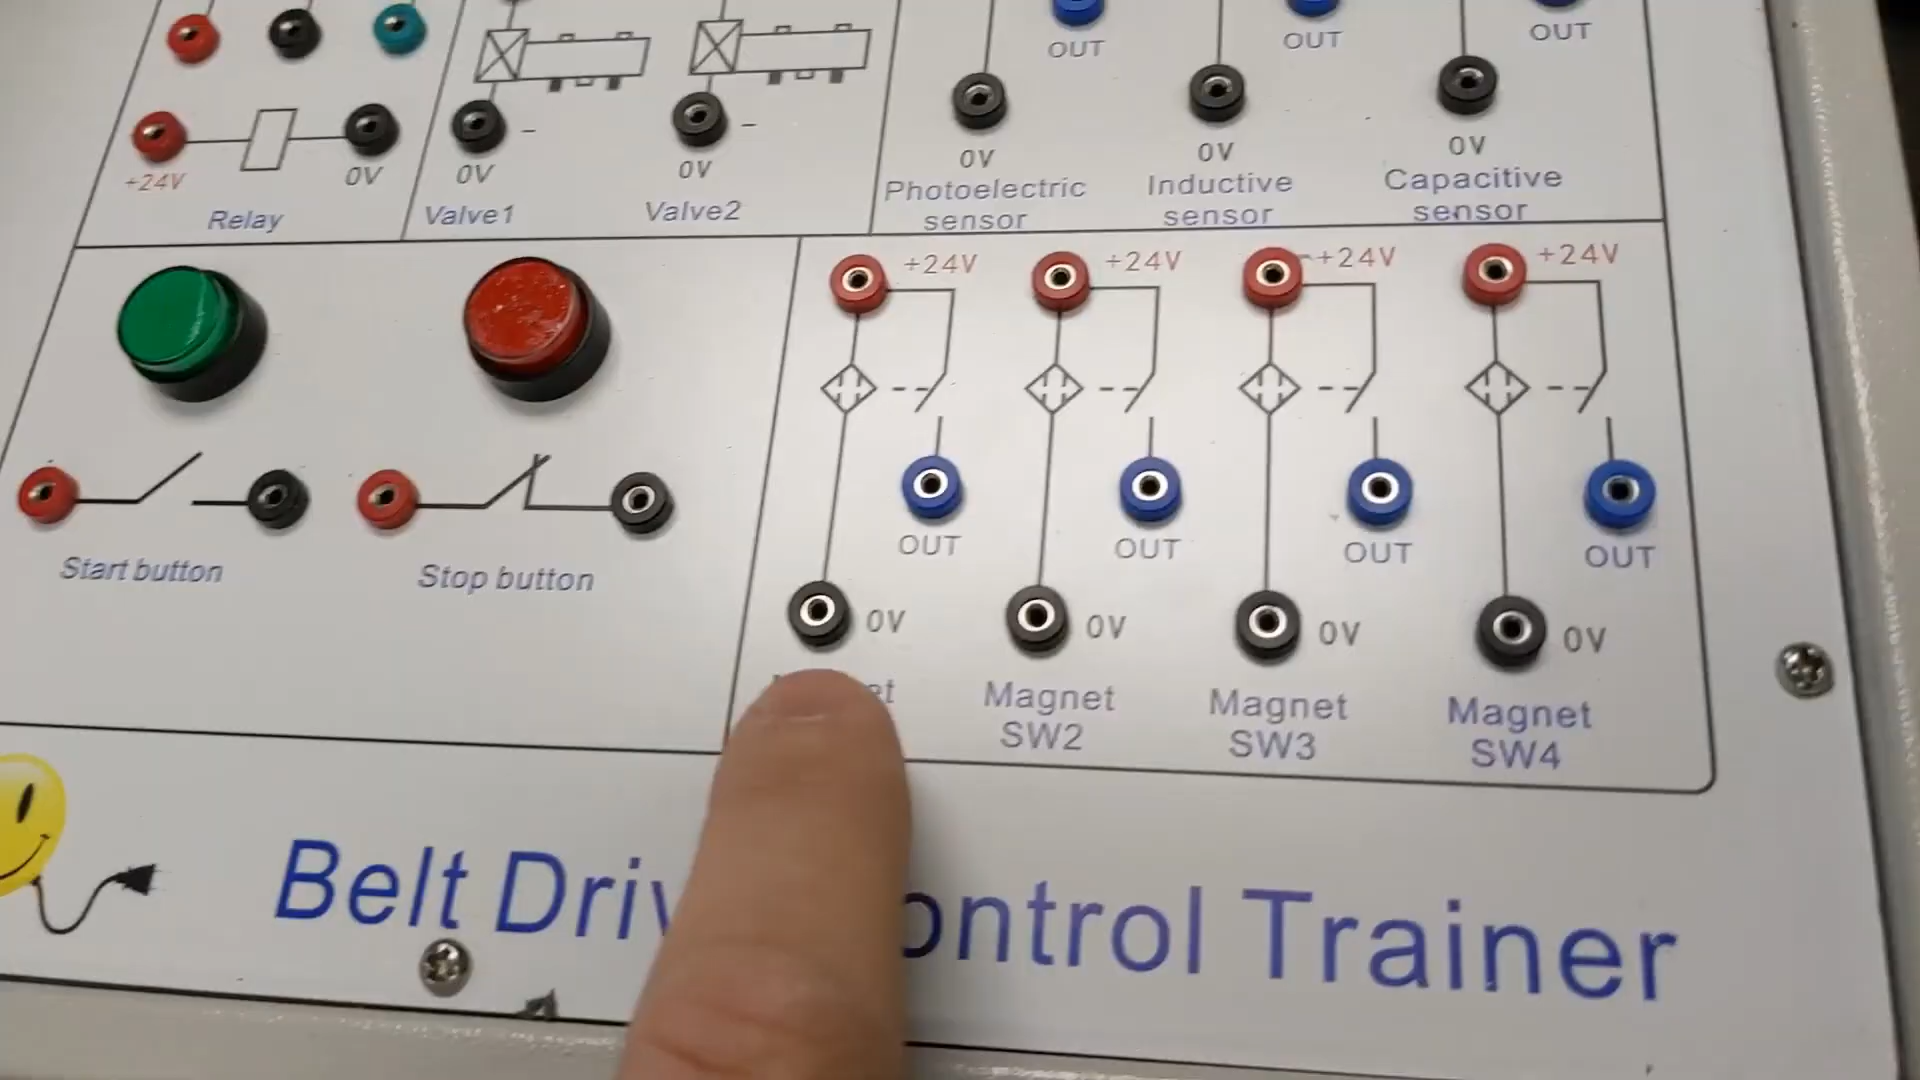 OUT
OUT
OUT
+24V
0V
Relay
0V
–
Valve1
0V
–
Valve2
0V
Photoelectric
sensor
0V
Inductive
sensor
0V
Capacitive
sensor
Start button
Stop button
+24V
+24V
+24V
+24V
OUT
OUT
OUT
OUT
0V
0V
0V
0V
Magnet
SW2
Magnet
SW3
Magnet
SW4
Belt
Trainer